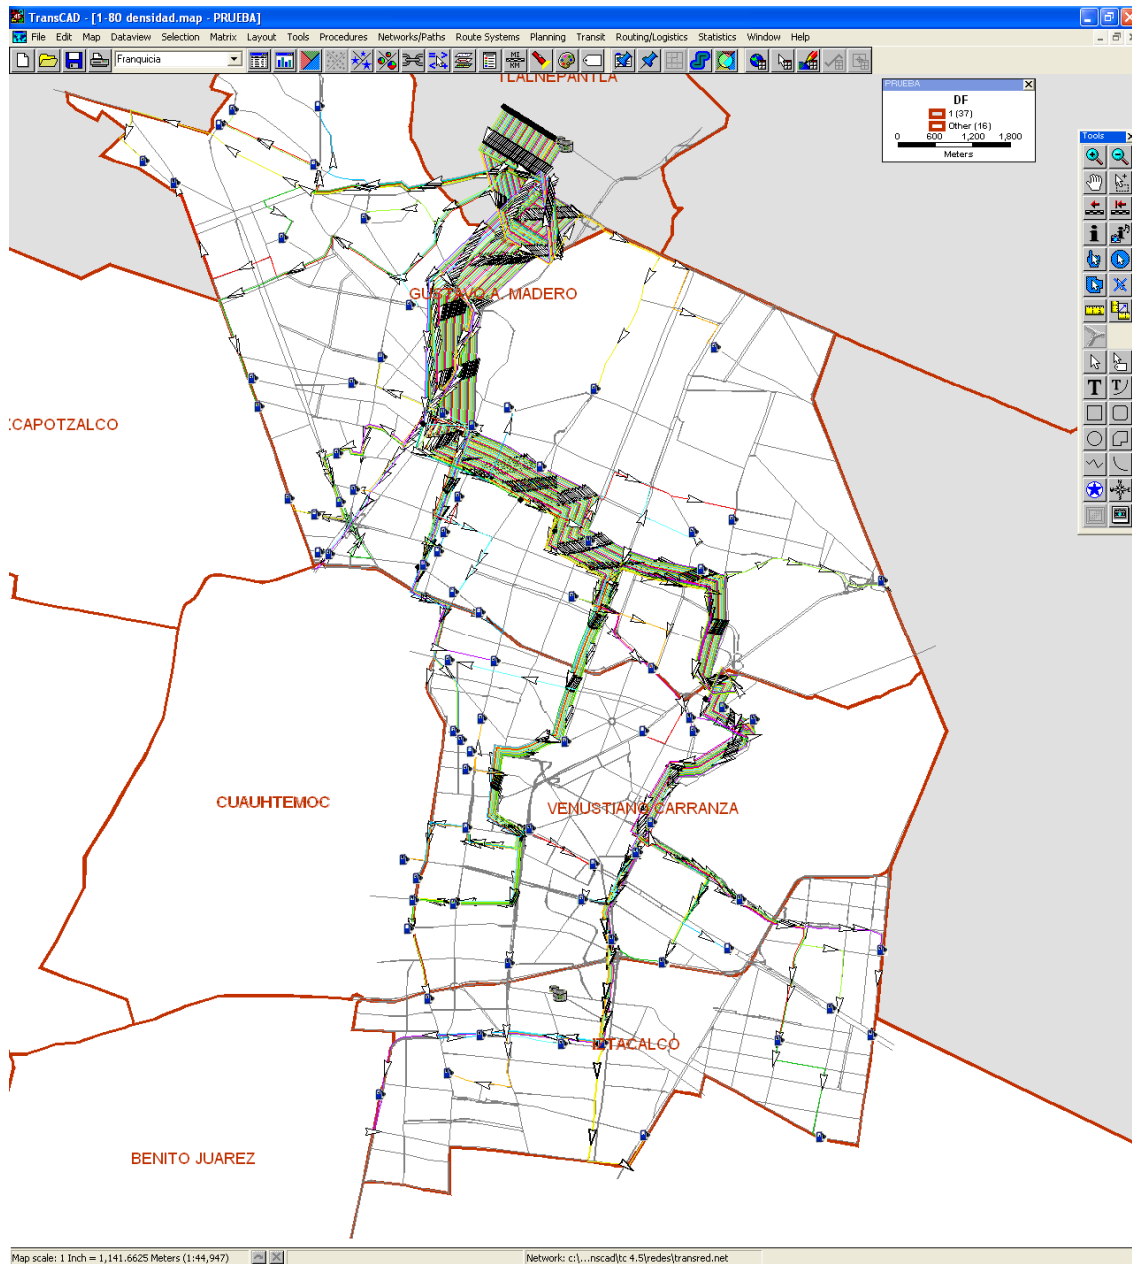 TransCAD - [1-80 densidad.map - PRUEBA]
File Edit Map Dataview Selection Matrix Layout Tools Procedures Networks/Paths Route Systems Planning Transit Routing/Logistics Statistics Window Help
Franquicia
MI
KM
TLALNEPANTLA
PRUEBA
DF
1 (37)
Other (16)
0 600 1,200 1,800
Meters
Tools
GUSTAVO A. MADERO
CAPOTZALCO
CUAUHTEMOC
VENUSTIANO CARRANZA
IZTACALCO
BENITO JUAREZ
Map scale: 1 Inch = 1,141.6625 Meters (1:44,947)
Network: c:\...nscad\tc 4.5\redes\transred.net